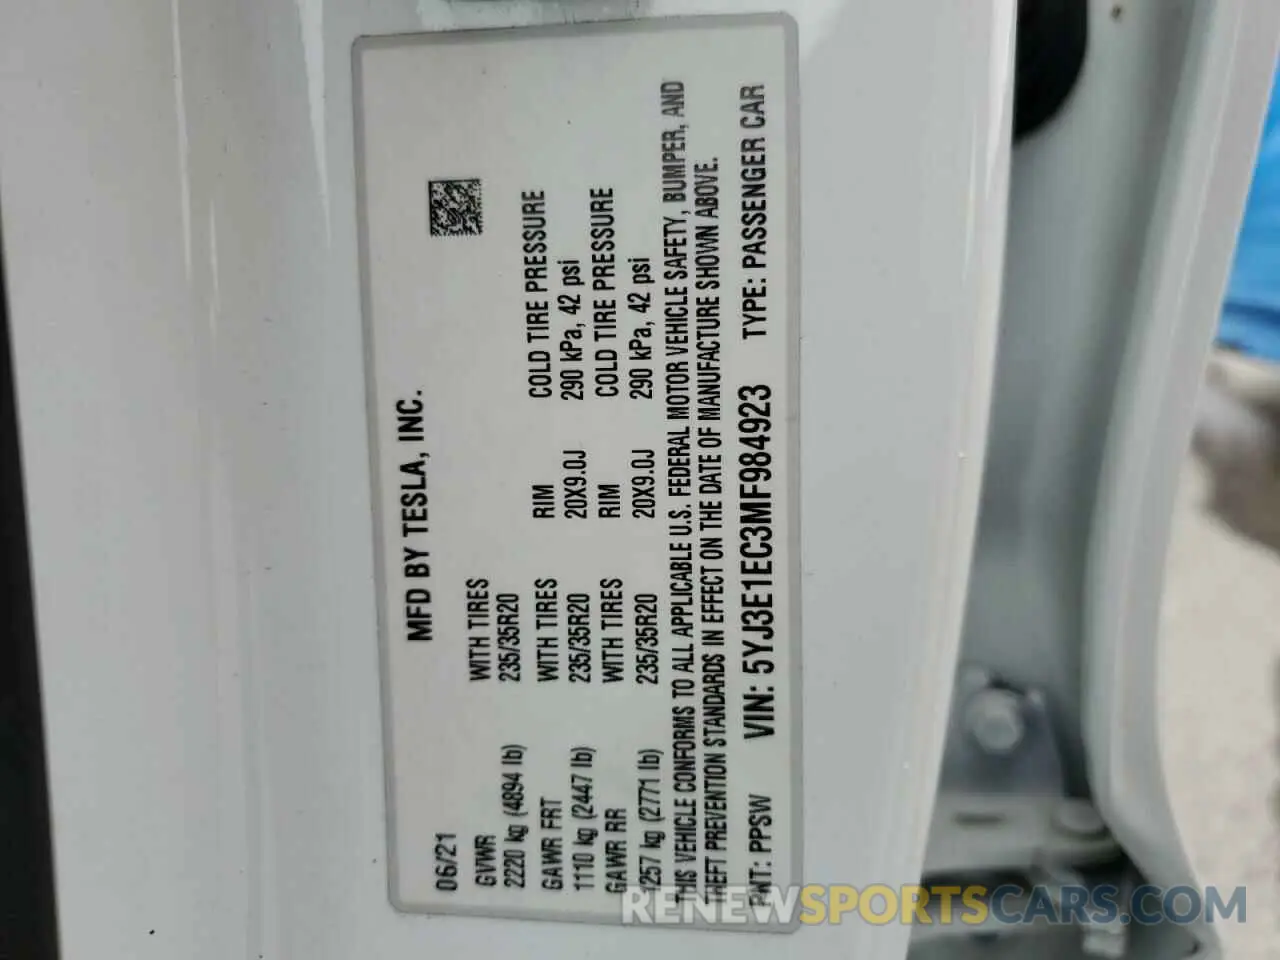 MFD BY TESLA, INC.
06/21
GVWR WITH TIRES
2220 kg (4894 lb) 235/35R20
GAWR FRT WITH TIRES RIM COLD TIRE PRESSURE
1110 kg (2447 lb) 235/35R20 20X9.0J 290 kPa, 42 psi
GAWR RR WITH TIRES RIM COLD TIRE PRESSURE
1257 kg (2771 lb) 235/35R20 20X9.0J 290 kPa, 42 psi
THIS VEHICLE CONFORMS TO ALL APPLICABLE U.S. FEDERAL MOTOR VEHICLE SAFETY, BUMPER, AND
THEFT PREVENTION STANDARDS IN EFFECT ON THE DATE OF MANUFACTURE SHOWN ABOVE.
PNT: PPSW VIN: 5YJ3E1EC3MF984923 TYPE: PASSENGER CAR
RENEWSPORTSCARS.COM